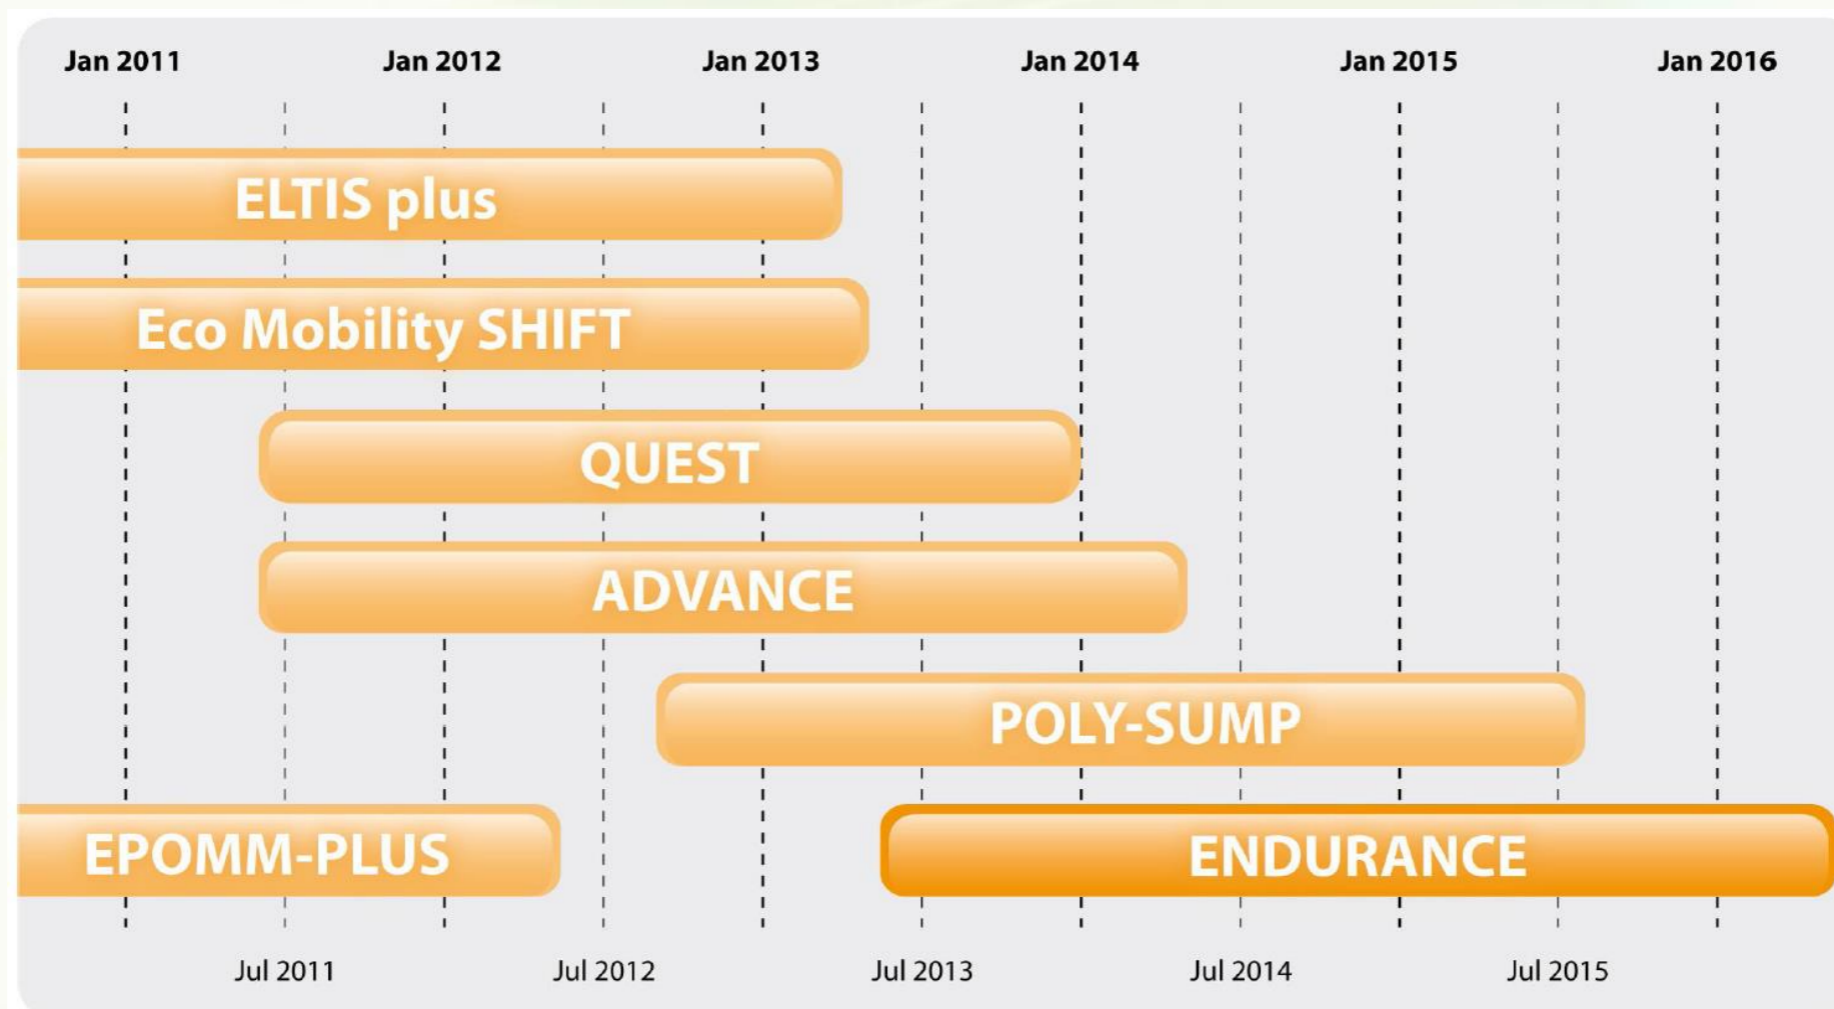 Jan 2011 Jan 2012 Jan 2013 Jan 2014 Jan 2015 Jan 2016
ELTIS plus
Eco Mobility SHIFT
QUEST
ADVANCE
POLY-SUMP
EPOMM-PLUS ENDURANCE
Jul 2011 Jul 2012 Jul 2013 Jul 2014 Jul 2015